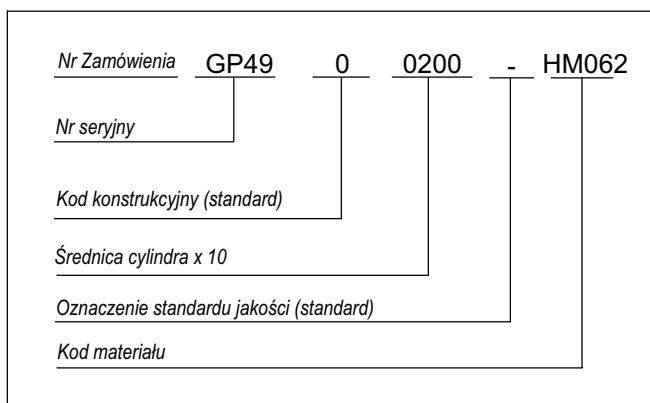 Nr Zamówienia GP49 0 0200 - HM062
Nr seryjny
Kod konstrukcyjny (standard)
Średnica cylindra x 10
Oznaczenie standardu jakości (standard)
Kod materiału